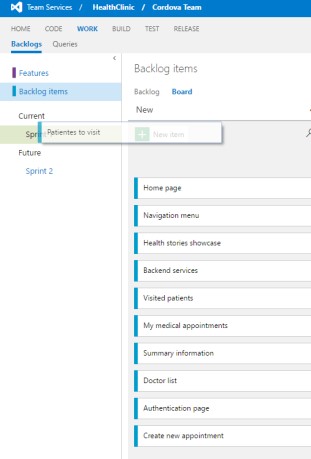 Team Services / HealthClinic / Cordova Team
HOME CODE WORK BUILD TEST RELEASE
Backlogs Queries
Features
Backlog items
Current
Sprint
Future
Sprint 2
Patientes to visit
Backlog items
Backlog Board
New
New item
Home page
Navigation menu
Health stories showcase
Backend services
Visited patients
My medical appointments
Summary information
Doctor list
Authentication page
Create new appointment